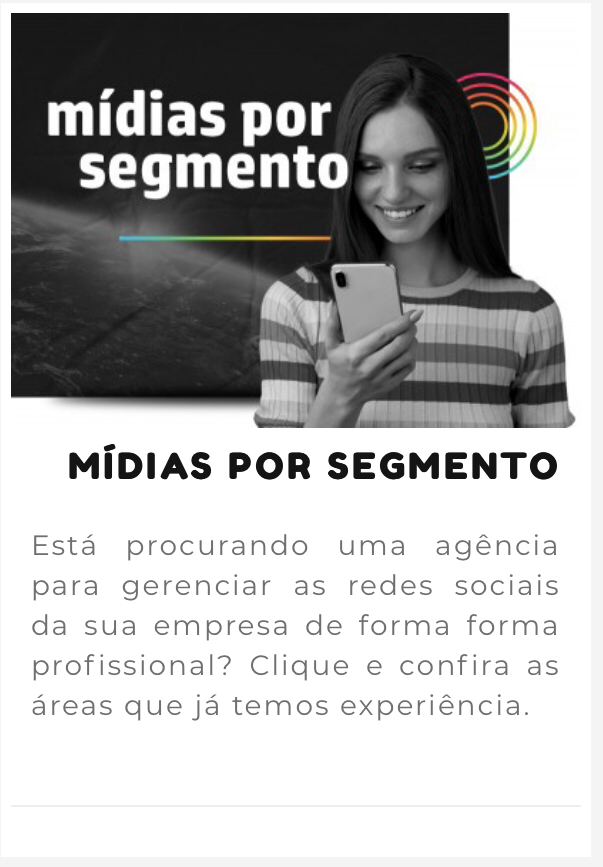 mídias por
segmento
MÍDIAS POR SEGMENTO
Está procurando uma agência
para gerenciar as redes sociais
da sua empresa de forma forma
profissional? Clique e confira as
áreas que já temos experiência.